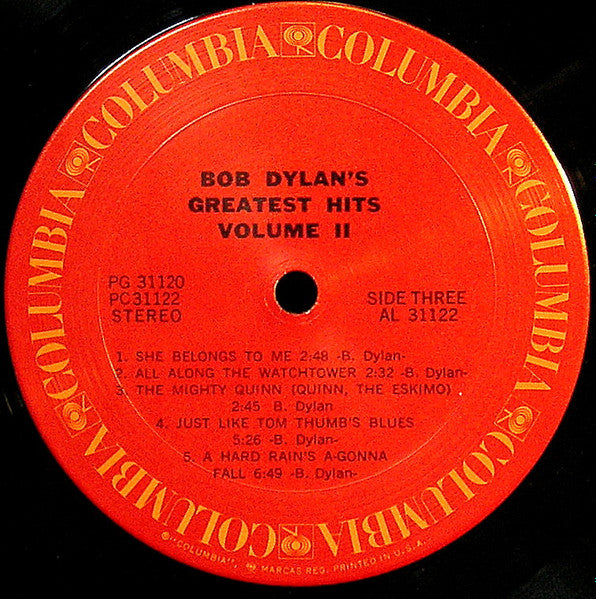 COLUMBIA COLUMBIA COLUMBIA COLUMBIA COLUMBIA COLUMBIA
BOB DYLAN'S
GREATEST HITS
VOLUME II
PG 31120
PC31122
STEREO
SIDE THREE
AL 31122
1. SHE BELONGS TO ME 2:48 -B. Dylan-
2. ALL ALONG THE WATCHTOWER 2:32 -B. Dylan-
3. THE MIGHTY QUINN (QUINN, THE ESKIMO)
2:45 -B. Dylan
4. JUST LIKE TOM THUMB'S BLUES
5:26 -B. Dylan-
5. A HARD RAIN'S A-GONNA
FALL 6:49 -B. Dylan-
℗ "COLUMBIA", MARCAS REG. PRINTED IN U.S.A.